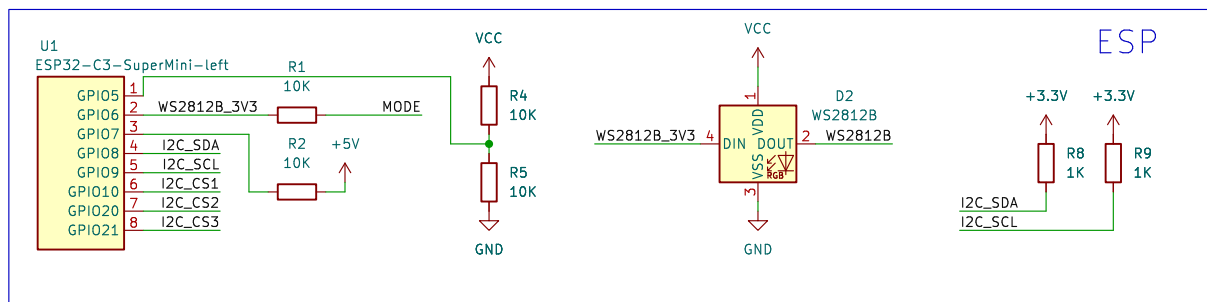 ESP
U1
ESP32-C3-SuperMini-left
GPIO5 1
GPIO6 2 WS2812B_3V3
GPIO7 3
GPIO8 4 I2C_SDA
GPIO9 5 I2C_SCL
GPIO10 6 I2C_CS1
GPIO20 7 I2C_CS2
GPIO21 8 I2C_CS3
R1
10K
MODE
R2
10K
+5V
VCC
R4
10K
R5
10K
GND
VCC
D2
WS2812B
WS2812B_3V3 4 DIN
DOUT 2 WS2812B
1 VDD
VSS 3
RGB
GND
+3.3V
+3.3V
R8
1K
R9
1K
I2C_SDA
I2C_SCL